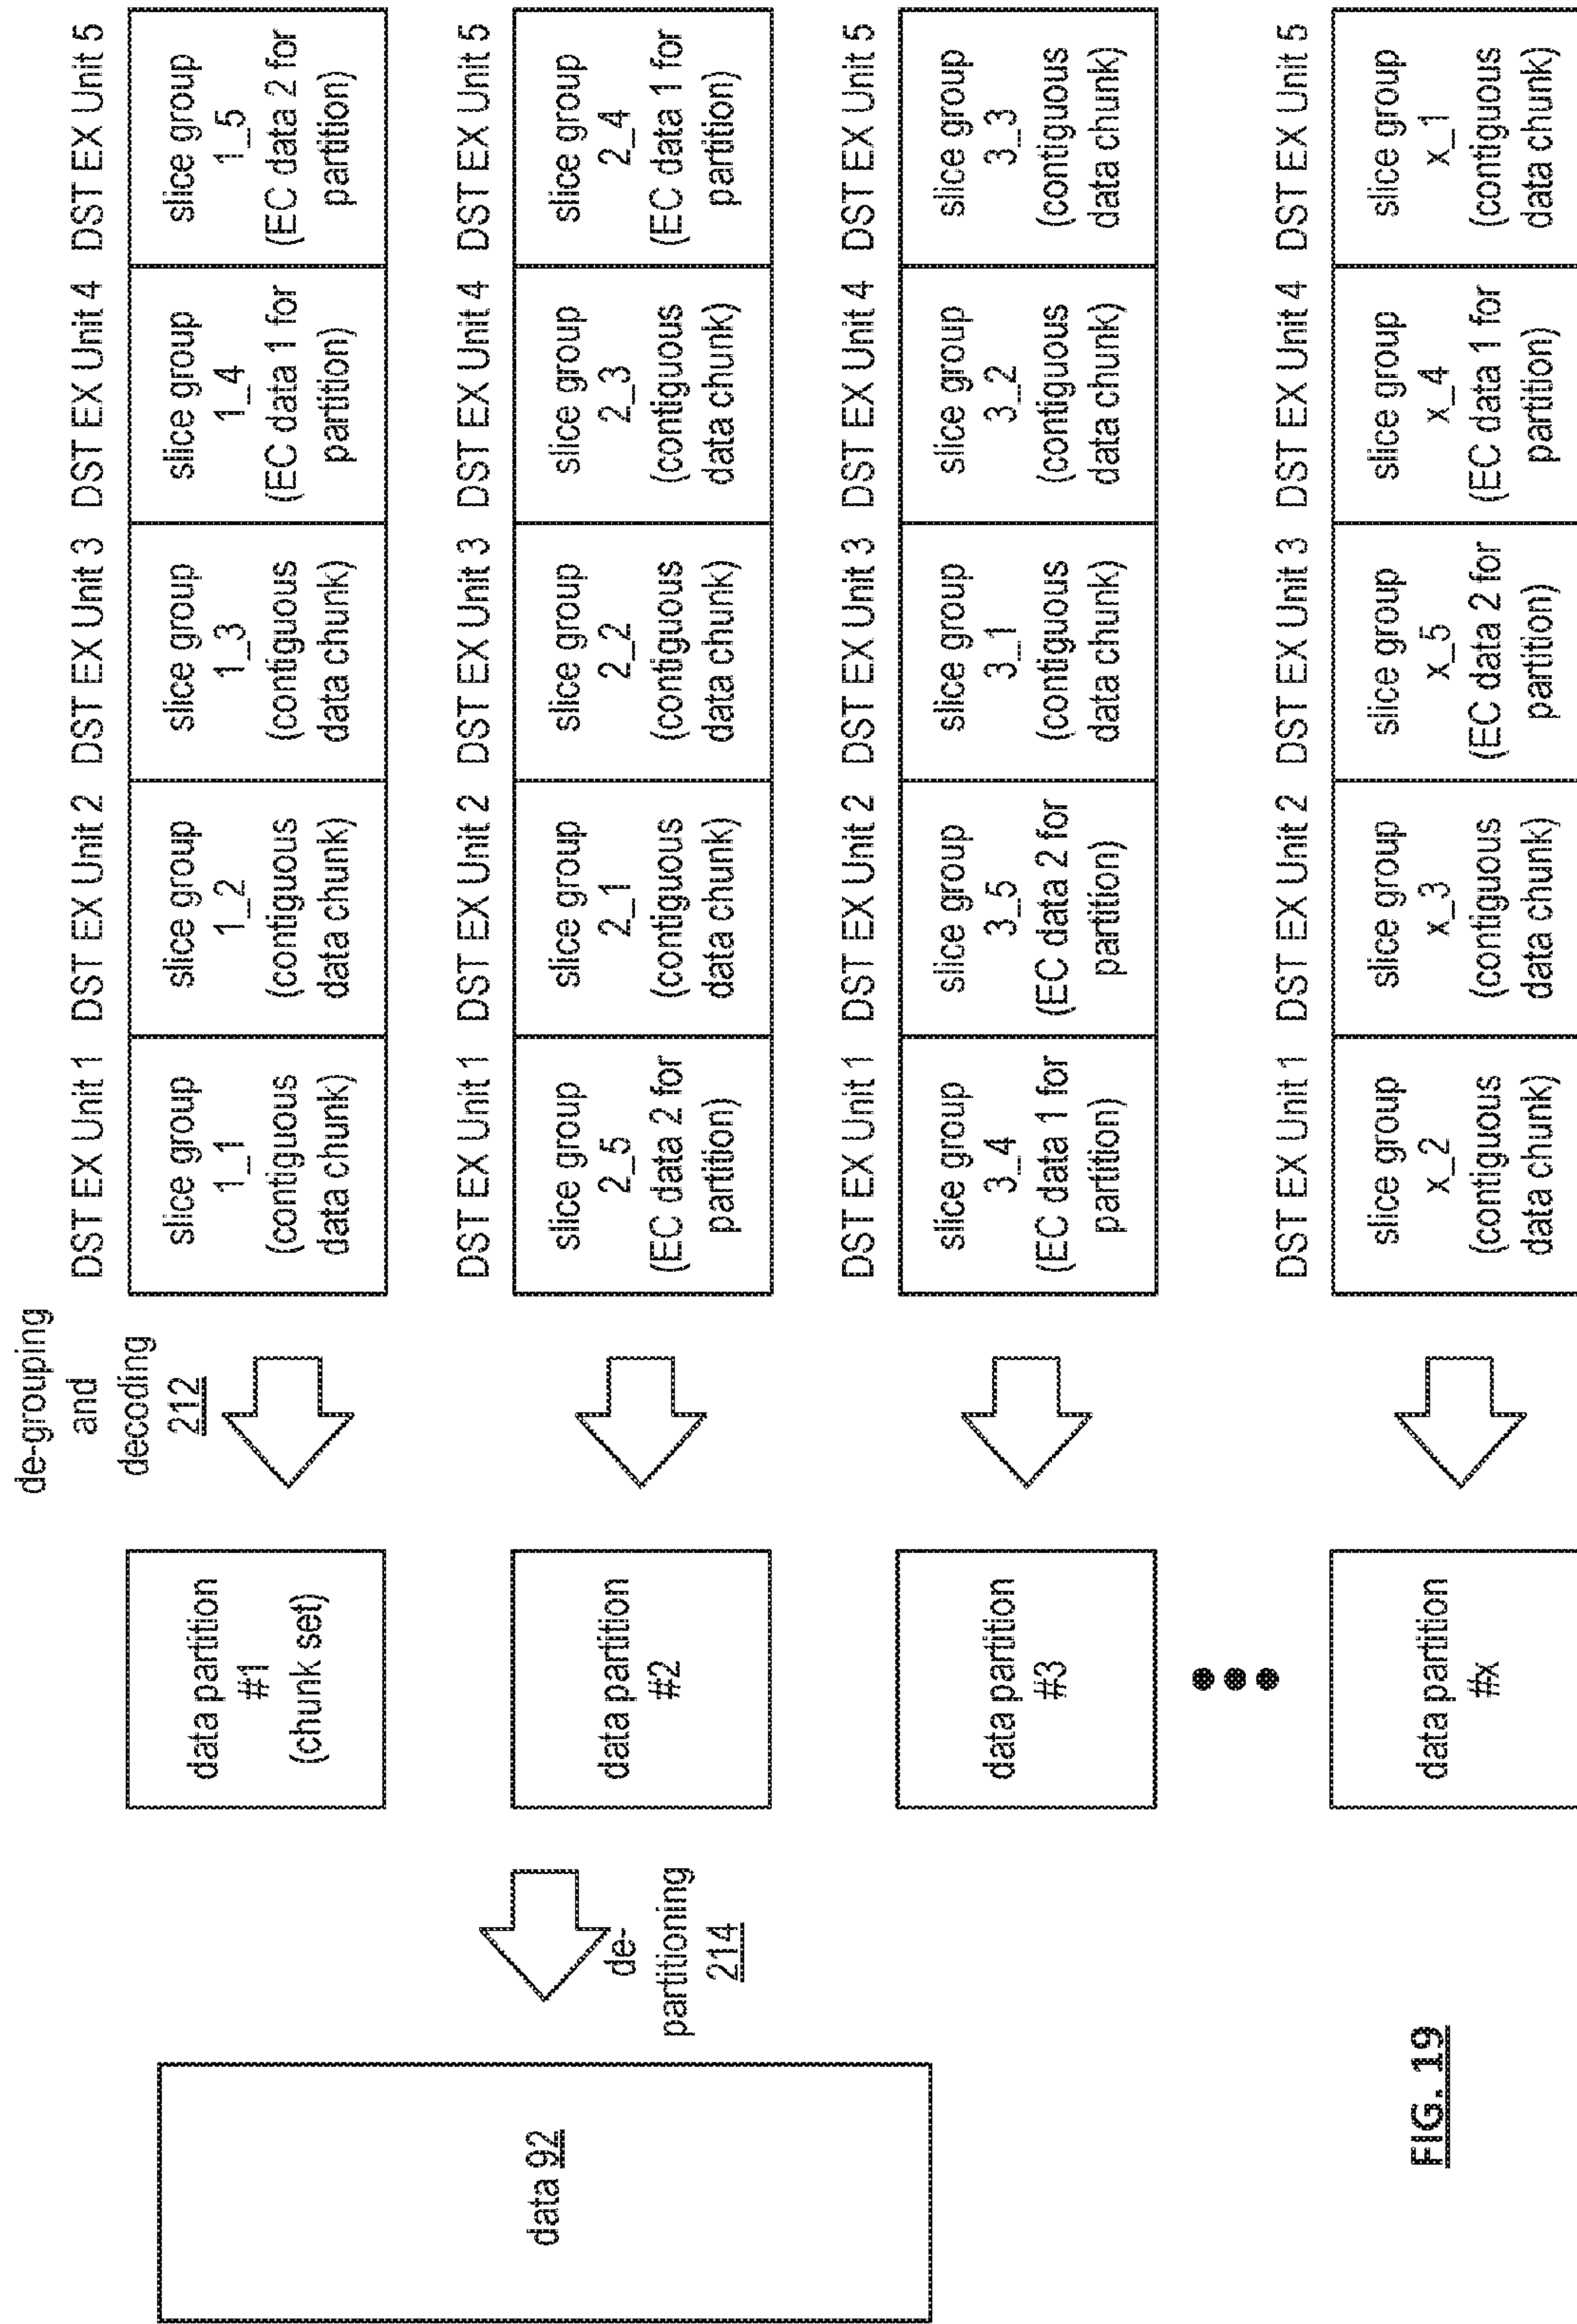 de-grouping
and
decoding
212
DST EX Unit 1 DST EX Unit 2 DST EX Unit 3 DST EX Unit 4 DST EX Unit 5
data partition
#1
(chunk set)
slice group
1_1
(contiguous
data chunk)
slice group
1_2
(contiguous
data chunk)
slice group
1_3
(contiguous
data chunk)
slice group
1_4
(EC data 1 for
partition)
slice group
1_5
(EC data 2 for
partition)
DST EX Unit 1 DST EX Unit 2 DST EX Unit 3 DST EX Unit 4 DST EX Unit 5
data 92
de-
partitioning
214
data partition
#2
slice group
2_5
(EC data 2 for
partition)
slice group
2_1
(contiguous
data chunk)
slice group
2_2
(contiguous
data chunk)
slice group
2_3
(contiguous
data chunk)
slice group
2_4
(EC data 1 for
partition)
DST EX Unit 1 DST EX Unit 2 DST EX Unit 3 DST EX Unit 4 DST EX Unit 5
data partition
#3
slice group
3_4
(EC data 1 for
partition)
slice group
3_5
(EC data 2 for
partition)
slice group
3_1
(contiguous
data chunk)
slice group
3_2
(contiguous
data chunk)
slice group
3_3
(contiguous
data chunk)
DST EX Unit 1 DST EX Unit 2 DST EX Unit 3 DST EX Unit 4 DST EX Unit 5
data partition
#x
slice group
x_2
(contiguous
data chunk)
slice group
x_3
(contiguous
data chunk)
slice group
x_5
(EC data 2 for
partition)
slice group
x_4
(EC data 1 for
partition)
slice group
x_1
(contiguous
data chunk)
FIG. 19